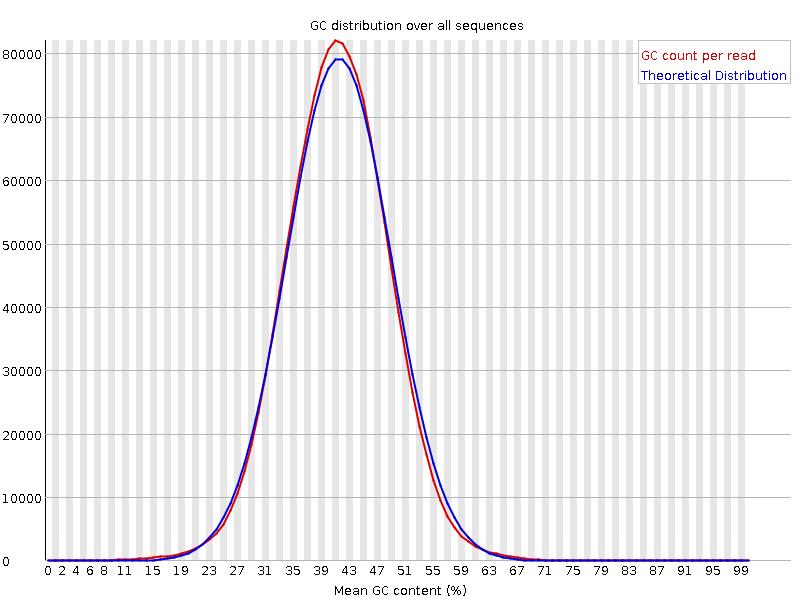 GC distribution over all sequences
GC count per read
Theoretical Distribution
80000
70000
60000
50000
40000
30000
20000
10000
0
0 2 4 6 8 11 15 19 23 27 31 35 39 43 47 51 55 59 63 67 71 75 79 83 87 91 95 99
Mean GC content (%)